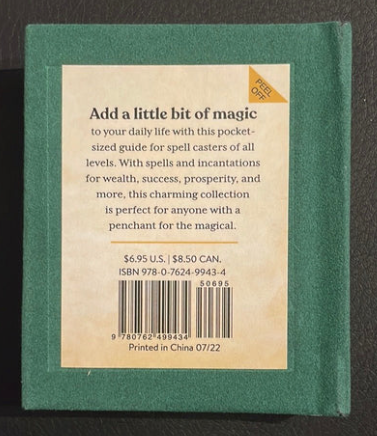 PEEL
OFF
Add a little bit of magic
to your daily life with this pocket-
sized guide for spell casters of all
levels. With spells and incantations
for wealth, success, prosperity, and
more, this charming collection
is perfect for anyone with a
penchant for the magical.
$6.95 U.S. | $8.50 CAN.
ISBN 978-0-7624-9943-4
50695
9 780762 499434
Printed in China 07/22